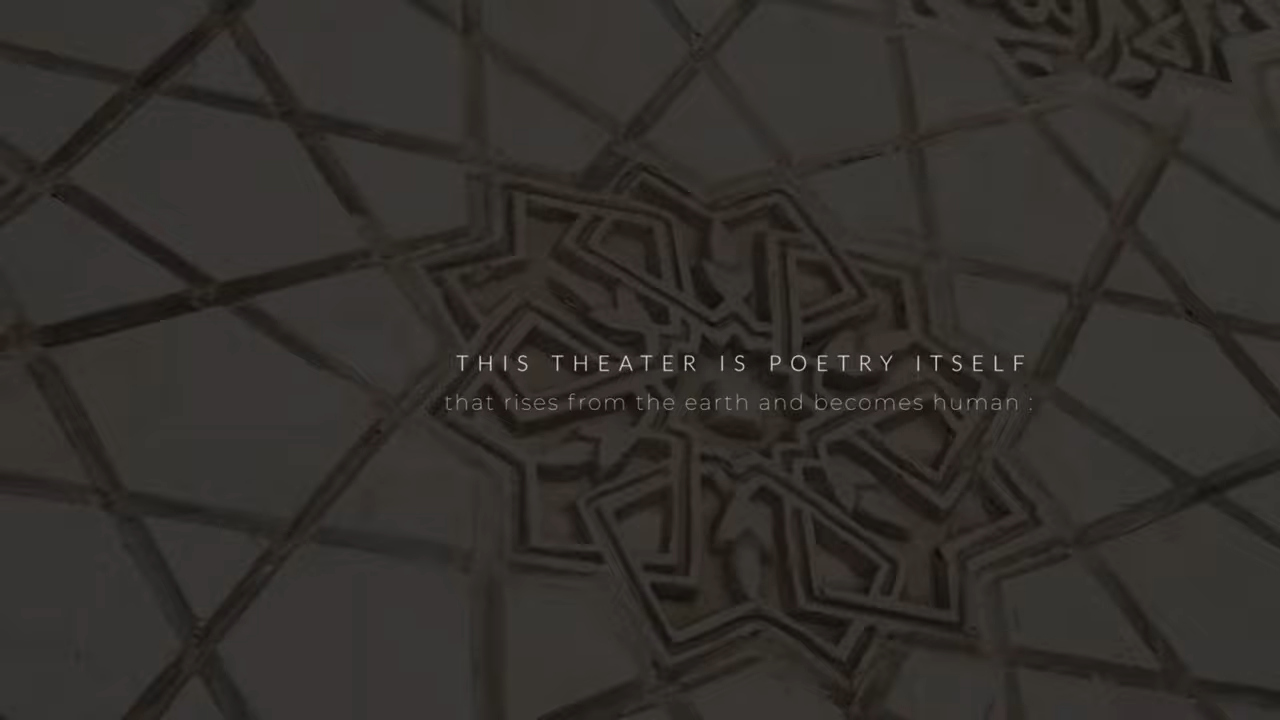 THIS THEATER IS POETRY ITSELF
that rises from the earth and becomes human :